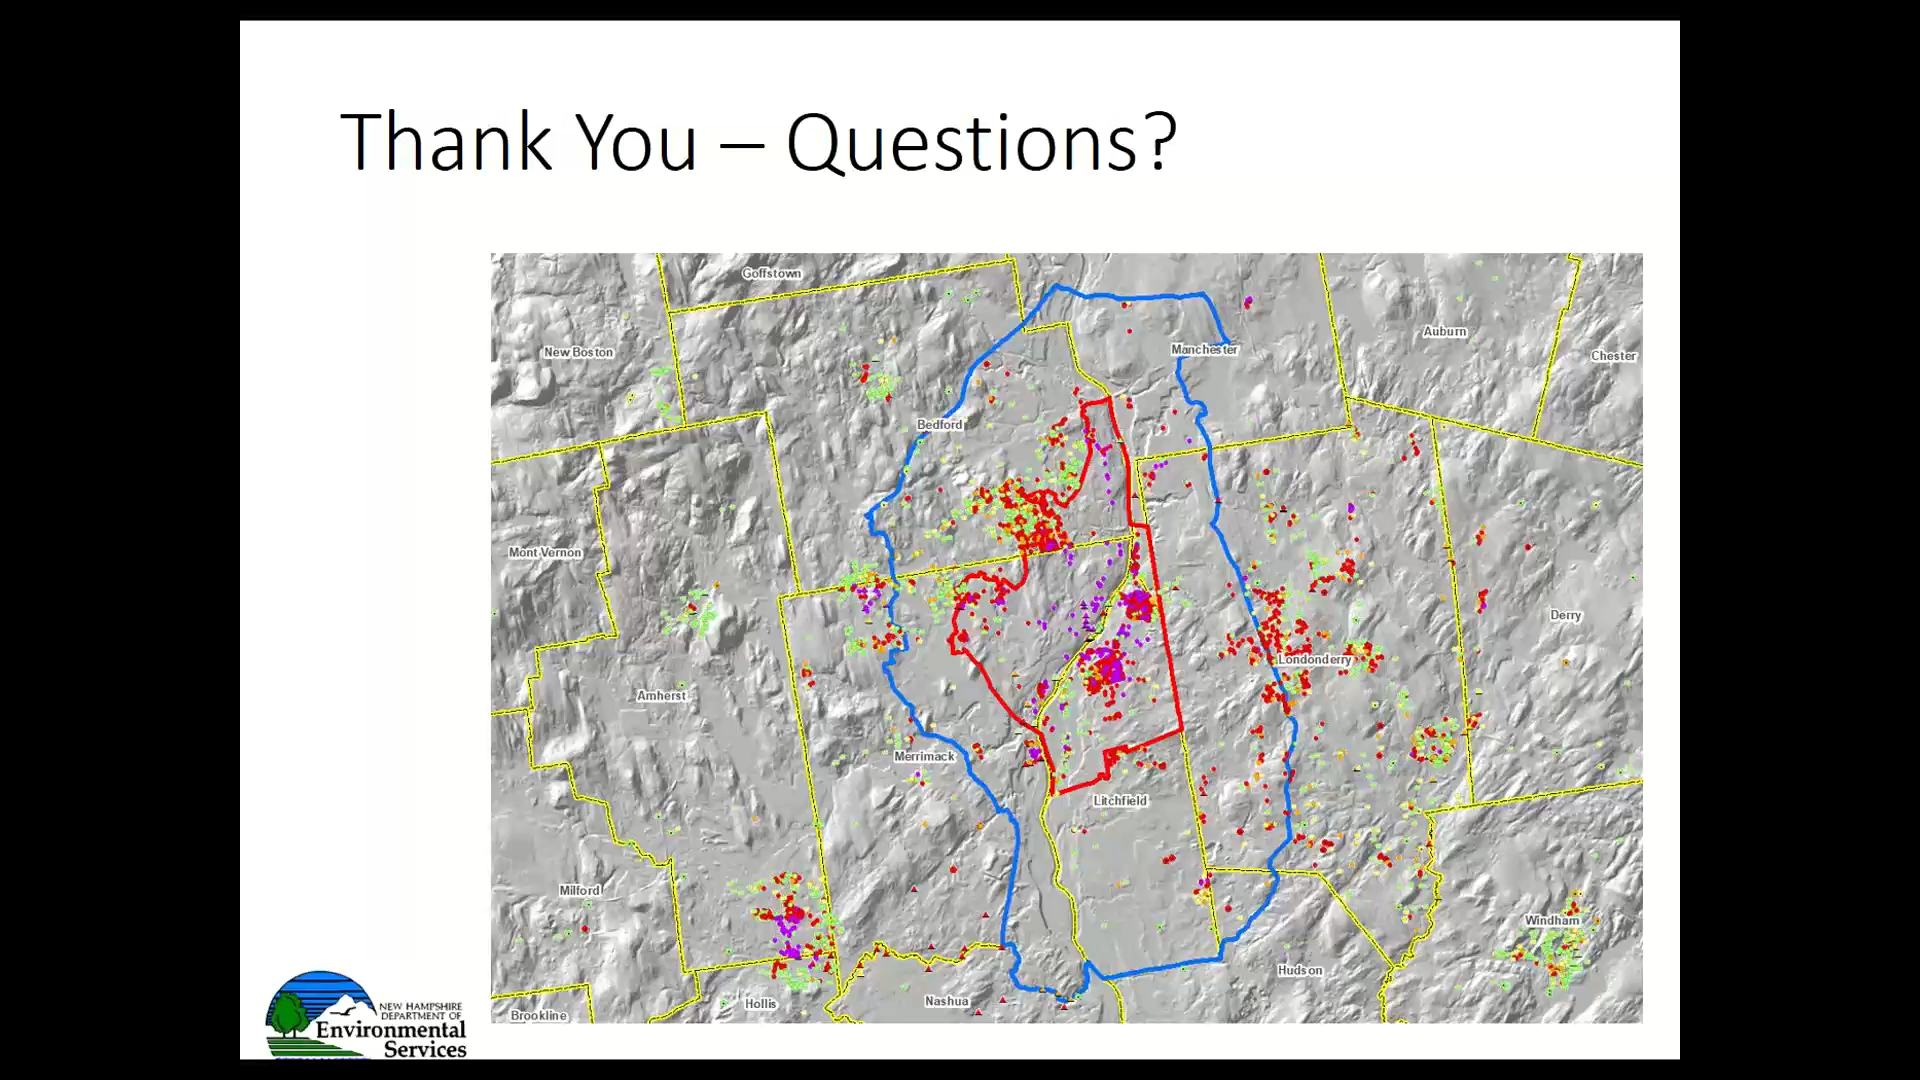 Thank You – Questions?
Goffstown
New Boston
Auburn
Manchester
Chester
Bedford
Mont Vernon
Derry
Londonderry
Amherst
Merrimack
Litchfield
Milford
Windham
Hudson
Hollis
Nashua
Brookline
NEW HAMPSHIRE
DEPARTMENT OF
Environmental
Services